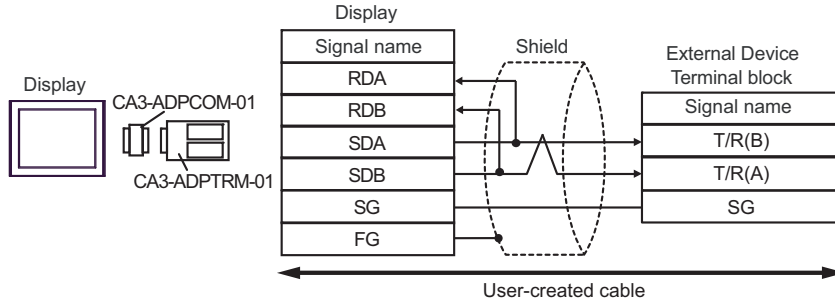 Display
CA3-ADPCOM-01
CA3-ADPTRM-01
Display
Signal name
RDA
RDB
SDA
SDB
SG
FG
Shield
External Device
Terminal block
Signal name
T/R(B)
T/R(A)
SG
User-created cable